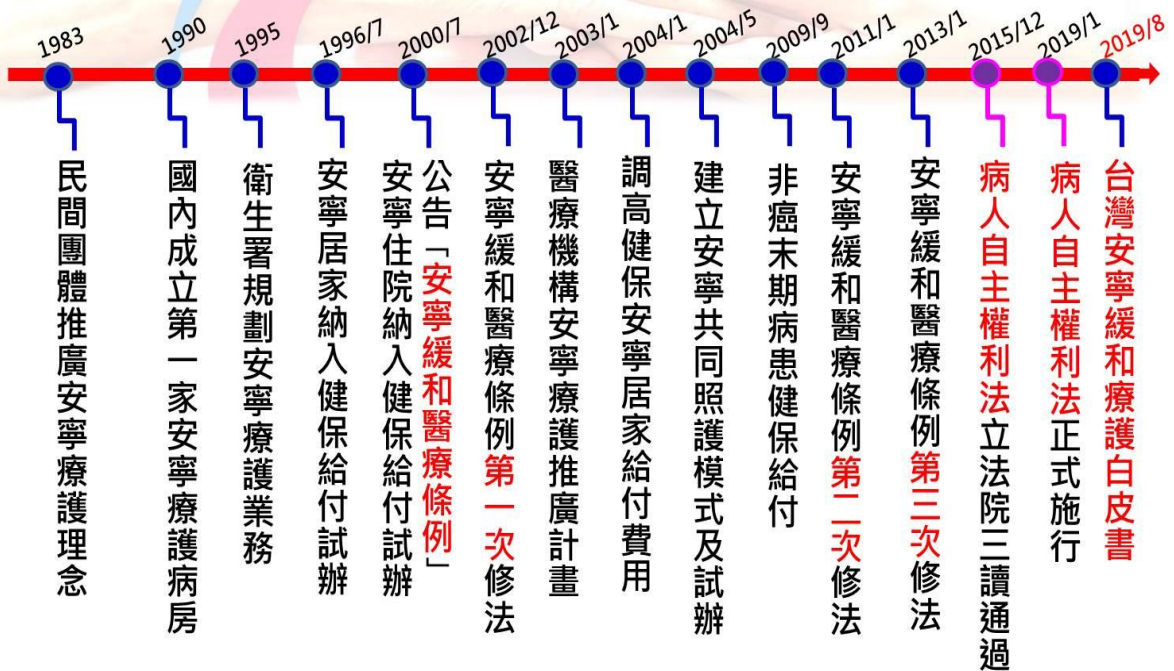 1983
1990
1995
1996/7
2000/7
2002/12
2003/1
2004/1
2004/5
2009/9
2011/1
2013/1
2015/12
2019/1
2019/8
民間團體推廣安寧療護理念
國內成立第一家安寧療護病房
衛生署規劃安寧療護業務
安寧居家納入健保給付試辦
公告「安寧緩和醫療條例」
安寧住院納入健保給付試辦
安寧緩和醫療條例第一次修法
醫療機構安寧療護推廣計畫
調高健保安寧居家給付費用
建立安寧共同照護模式及試辦
非癌末期病患健保給付
安寧緩和醫療條例第二次修法
安寧緩和醫療條例第三次修法
病人自主權利法立法院三讀通過
病人自主權利法正式施行
台灣安寧緩和療護白皮書